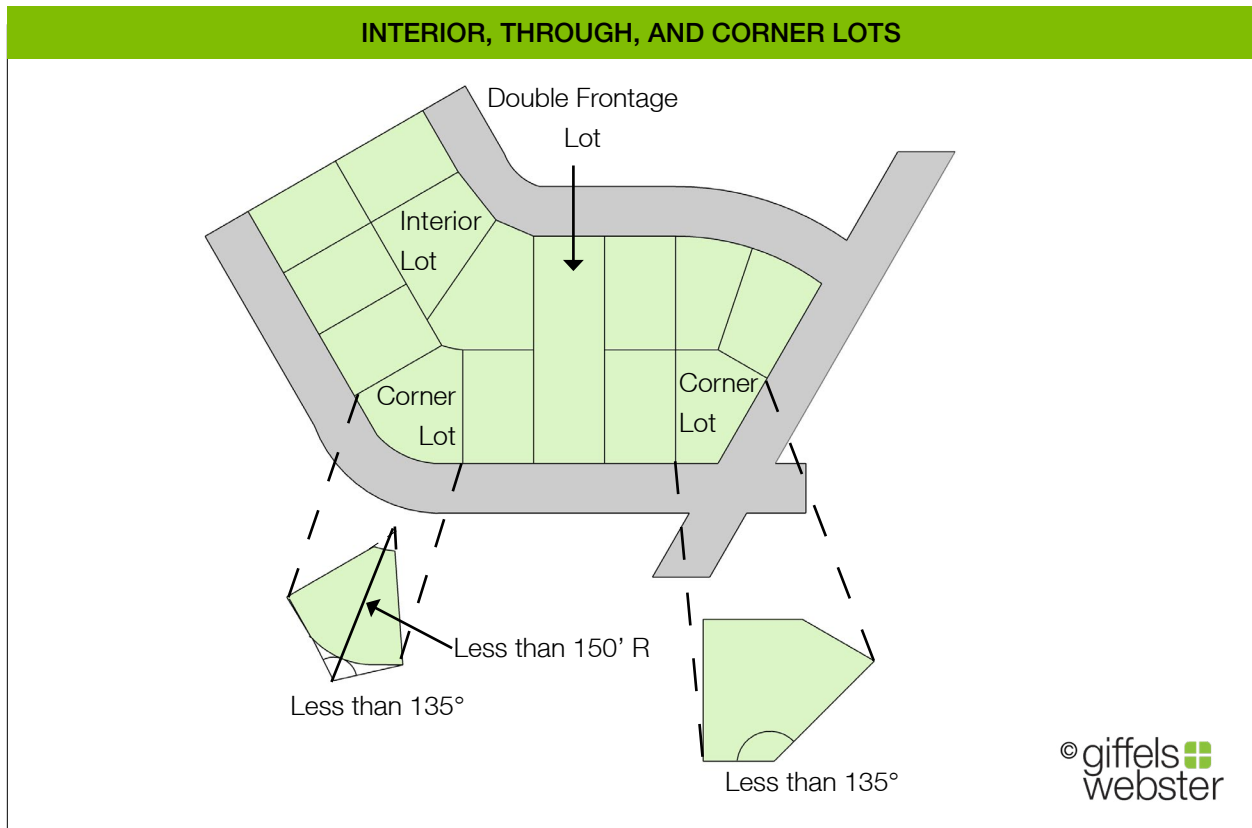 INTERIOR, THROUGH, AND CORNER LOTS
Double Frontage
Lot
Interior
Lot
Corner
Lot
Corner
Lot
Less than 150’ R
Less than 135°
Less than 135°
© giffels
webster